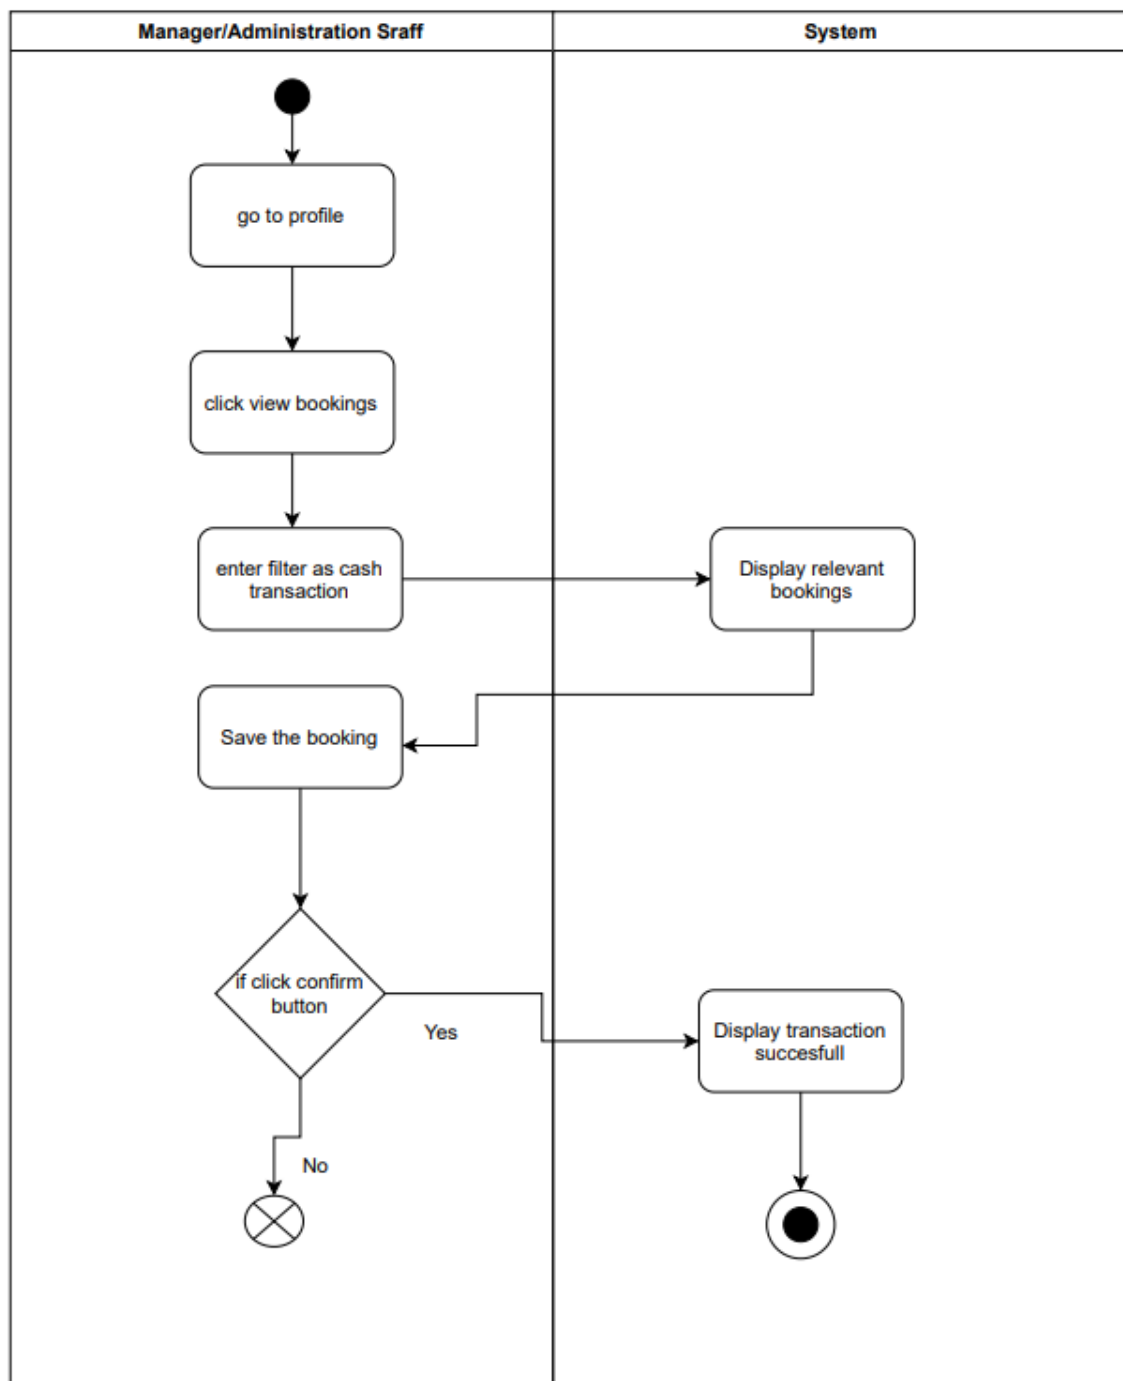 Manager/Administration Sraff
System
go to profile
click view bookings
enter filter as cash
transaction
Display relevant
bookings
Save the booking
if click confirm
button
Yes
Display transaction
succesfull
No